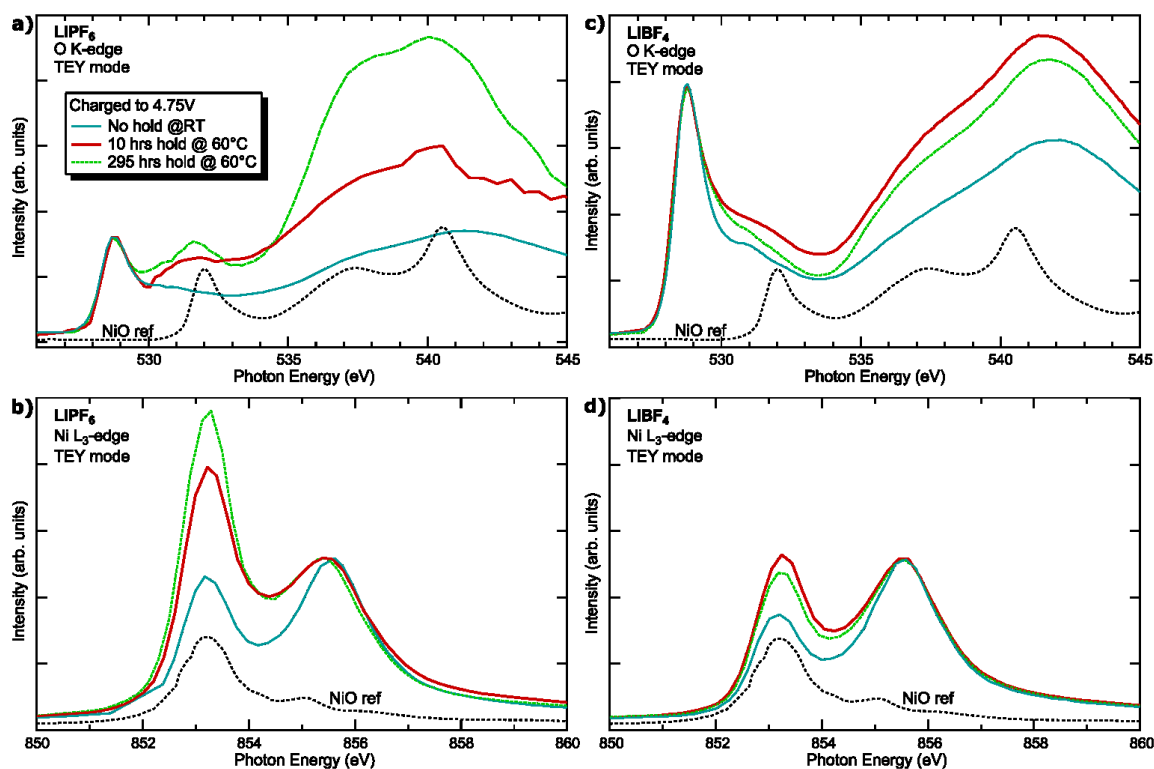 a)
LIPF6
O K-edge
TEY mode
Charged to 4.75V
No hold @RT
10 hrs hold @ 60°C
295 hrs hold @ 60°C
NiO ref
Intensity (arb. units)
530 535 540 545
Photon Energy (eV)
c)
LIBF4
O K-edge
TEY mode
NiO ref
Intensity (arb. units)
530 535 540 545
Photon Energy (eV)
b)
LIPF6
Ni L3-edge
TEY mode
NiO ref
Intensity (arb. units)
850 852 854 856 858 860
Photon Energy (eV)
d)
LIBF4
Ni L3-edge
TEY mode
NiO ref
Intensity (arb. units)
850 852 854 856 858 860
Photon Energy (eV)